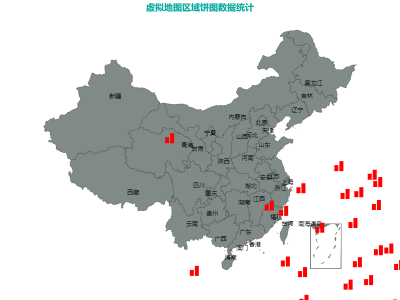 虚拟地图区域饼图数据统计
黑龙江
吉林
辽宁
新疆
内蒙古
北京
天津
宁夏
山西
河北
青海
甘肃
山东
陕西
河南
西藏
四川
重庆
湖北
安徽
江苏
上海
浙江
湖南
江西
贵州
云南
福建
台湾
南海诸岛
广西
广东
澳门
香港
海南